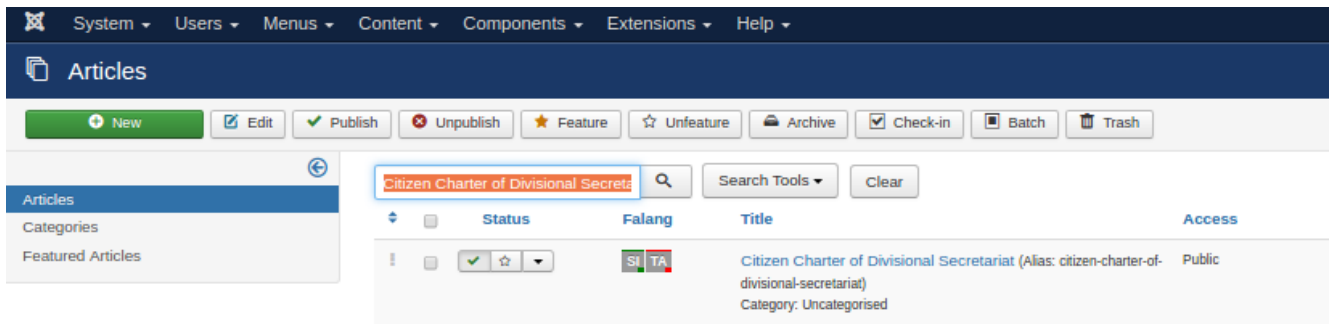 System Users Menus Content Components Extensions Help
Articles
New Edit Publish Unpublish Feature Unfeature Archive Check-in Batch Trash
Citizen Charter of Divisional Secreta Search Tools Clear
Articles
Categories
Featured Articles
Status Falang Title Access
SI TA Citizen Charter of Divisional Secretariat (Alias: citizen-charter-of- Public
divisional-secretariat)
Category: Uncategorised